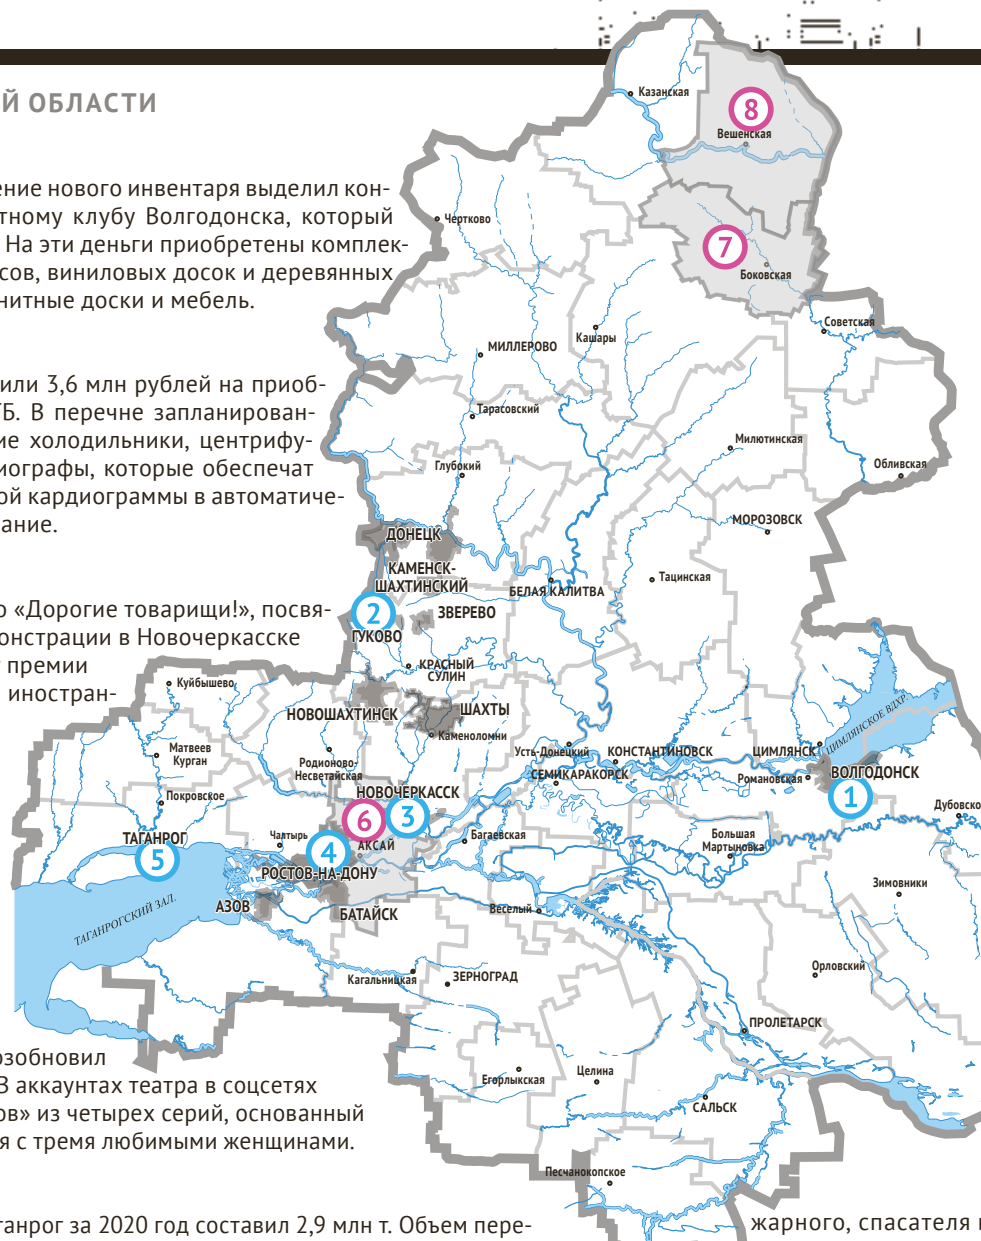 Й ОБЛАСТИ
ение нового инвентаря выделил кон-
тному клубу Волгодонска, который
На эти деньги приобретены комплек-
сов, виниловых досок и деревянных
нитные доски и мебель.
или 3,6 млн рублей на приоб-
ТБ. В перечне запланирован-
ие холодильники, центрифу-
диографы, которые обеспечат
ой кардиограммы в автоматиче-
ание.
о «Дорогие товарищи!», посвя-
онстрации в Новочеркасске
т премии
иностран-
озобновил
В аккаунтах театра в соцсетях
ов» из четырех серий, основанный
я с тремя любимыми женщинами.
ганрог за 2020 год составил 2,9 млн т. Объем пере-
жарного, спасателя
Казанская
8
Вешенская
Чертково
7
Боковская
Советская
Кашары
МИЛЛЕРОВО
Тарасовский
Милютинская
Глубокий
Обливская
МОРОЗОВСК
ДОНЕЦК
КАМЕНСК-
ШАХТИНСКИЙ
Тацинская
БЕЛАЯ КАЛИТВА
2
ЗВЕРЕВО
ГУКОВО
КРАСНЫЙ
СУЛИН
Куйбышево
НОВОШАХТИНСК
ШАХТЫ
Каменоломни
ЦИМЛЯНСКОЕ ВДХР.
Матвеев
Курган
Усть-Донецкий
КОНСТАНТИНОВСК
ЦИМЛЯНСК
Родионово-
Несветайская
СЕМИКАРАКОРСК
Романовская
ВОЛГОДОНСК
1
Покровское
НОВОЧЕРКАССК
6
3
Дубовско
ТАГАНРОГ
Чалтырь
АКСАЙ
Багаевская
Большая
Мартыновка
5
4
РОСТОВ-НА-ДОНУ
Зимовники
АЗОВ
БАТАЙСК
Веселый
ТАГАНРОГСКИЙ ЗАЛ.
Кагальницкая
ЗЕРНОГРАД
Орловский
ПРОЛЕТАРСК
Егорлыкская
Целина
САЛЬСК
Песчанокопское